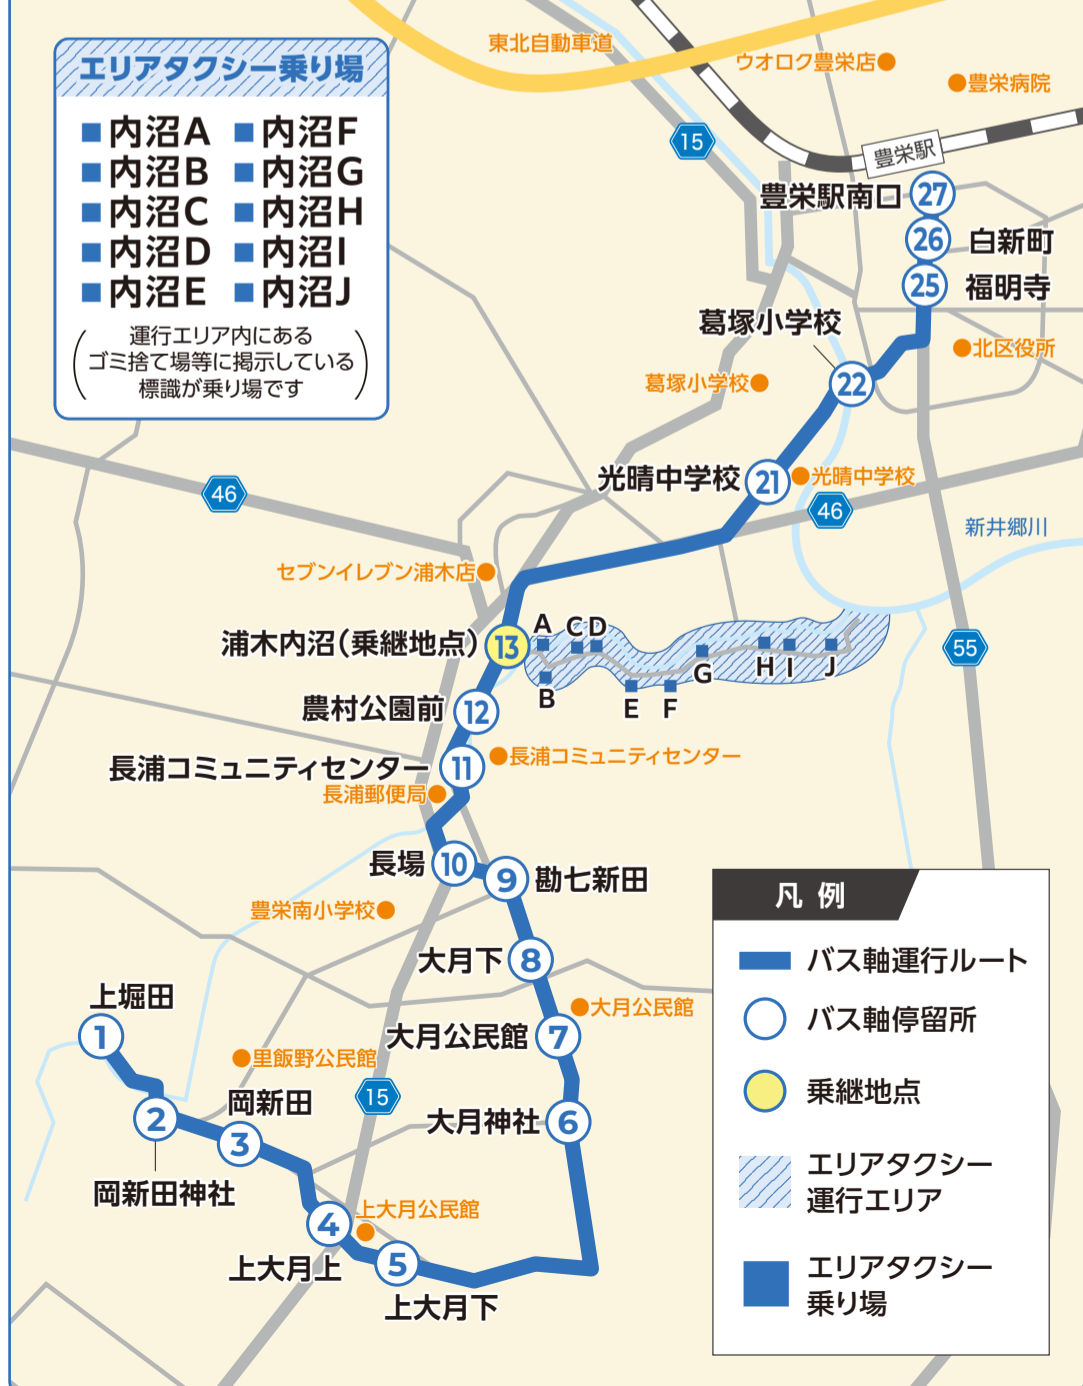 東北自動車道
ウオロク豊栄店
豊栄病院
エリアタクシー乗り場
内沼A
内沼F
内沼B
内沼G
内沼C
内沼H
内沼D
内沼I
内沼E
内沼J
運行エリア内にある
ゴミ捨て場等に掲示している
標識が乗り場です
15
豊栄駅
豊栄駅南口 27
26 白新町
25 福明寺
葛塚小学校
22
北区役所
葛塚小学校
光晴中学校 21
光晴中学校
46
46
新井郷川
セブンイレブン浦木店
浦木内沼(乗継地点) 13
A
C
D
B
E
F
G
H
I
J
55
農村公園前 12
長浦コミュニティセンター 11
長浦コミュニティセンター
長浦郵便局
長場 10
9 勘七新田
豊栄南小学校
大月下 8
大月公民館
大月公民館 7
上堀田
1
里飯野公民館
15
岡新田
2
3
大月神社 6
岡新田神社
上大月公民館
4
上大月上
5
上大月下
凡例
バス軸運行ルート
バス軸停留所
乗継地点
エリアタクシー
運行エリア
エリアタクシー
乗り場